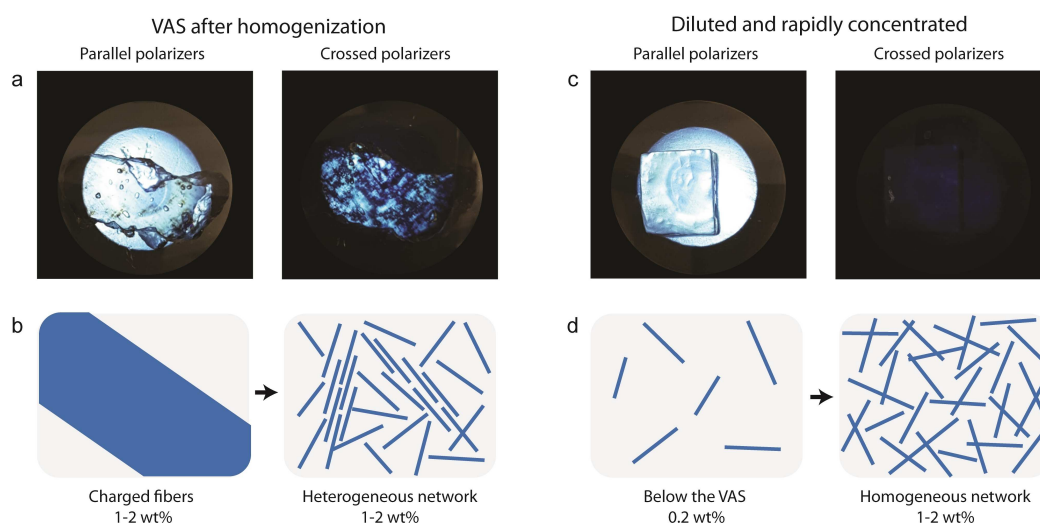 VAS after homogenization
Parallel polarizers
Crossed polarizers
a
b
Charged fibers
1-2 wt%
Heterogeneous network
1-2 wt%
Diluted and rapidly concentrated
Parallel polarizers
Crossed polarizers
c
d
Below the VAS
0.2 wt%
Homogeneous network
1-2 wt%